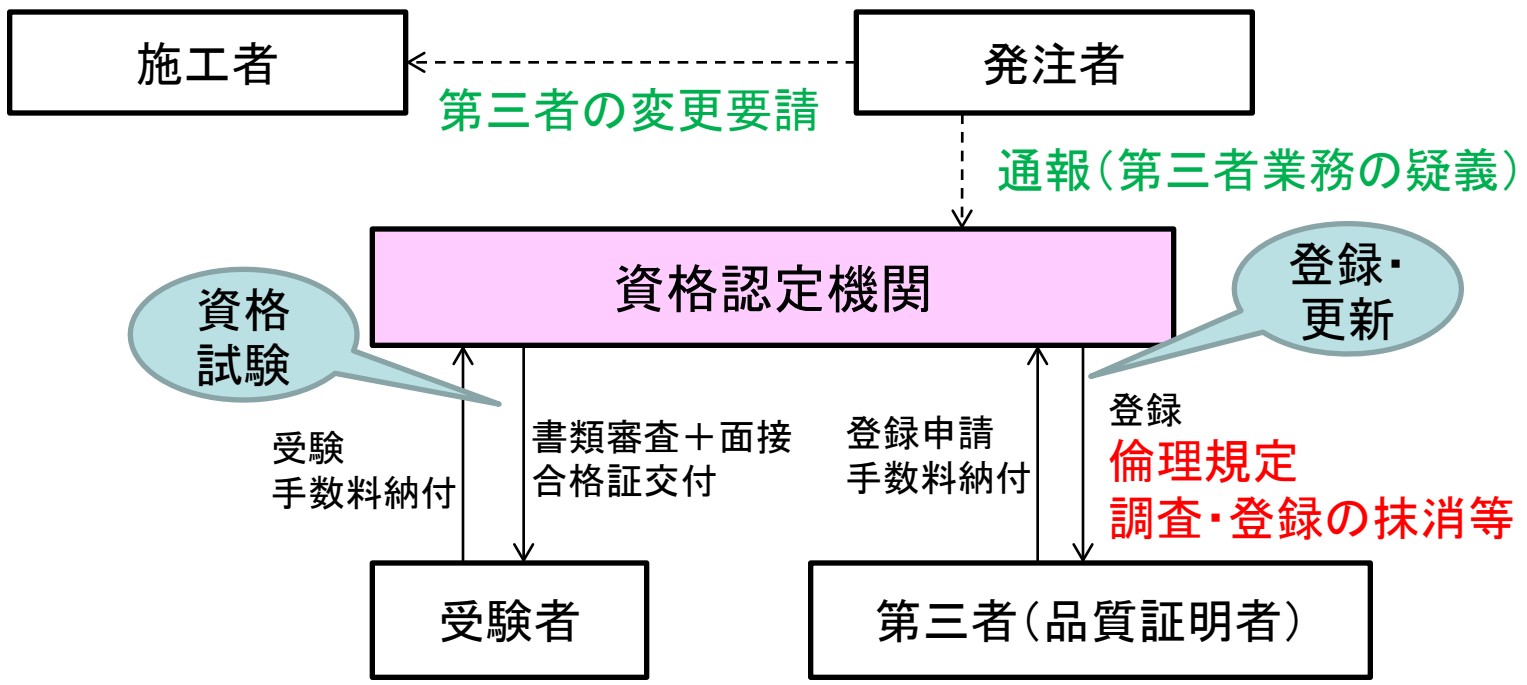 施工者
発注者
第三者の変更要請
通報(第三者業務の疑義)
資格認定機関
資格
試験
登録・
更新
受験
手数料納付
書類審査＋面接
合格証交付
登録申請
手数料納付
登録
倫理規定
調査・登録の抹消等
受験者
第三者(品質証明者)